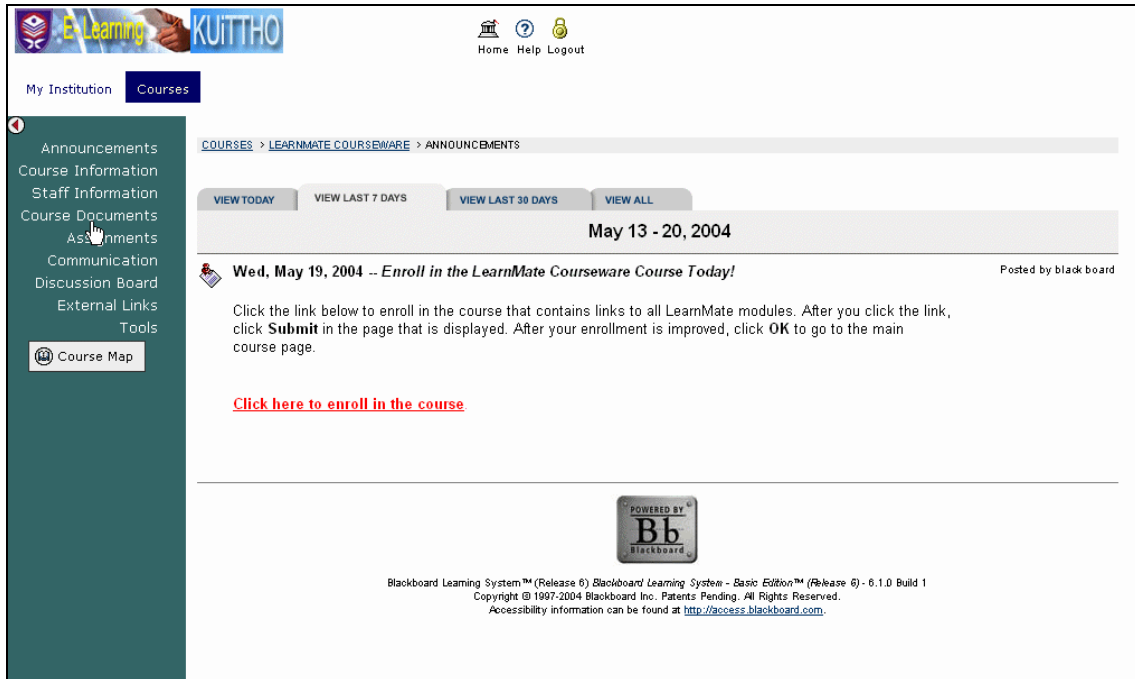 E-Learning KUiTTHO
Home Help Logout
My Institution Courses
Announcements
Course Information
Staff Information
Course Documents
Assignments
Communication
Discussion Board
External Links
Tools
Course Map
COURSES > LEARNMATE COURSEWARE > ANNOUNCEMENTS
VIEW TODAY VIEW LAST 7 DAYS VIEW LAST 30 DAYS VIEW ALL
May 13 - 20, 2004
Wed, May 19, 2004 -- Enroll in the LearnMate Courseware Course Today! Posted by black board
Click the link below to enroll in the course that contains links to all LearnMate modules. After you click the link,
click Submit in the page that is displayed. After your enrollment is improved, click OK to go to the main
course page.
Click here to enroll in the course.
POWERED BY
Bb
Blackboard
Blackboard Learning System™ (Release 6) Blackboard Learning System - Basic Edition™ (Release 6) - 6.1.0 Build 1
Copyright © 1997-2004 Blackboard Inc. Patents Pending. All Rights Reserved.
Accessibility information can be found at http://access.blackboard.com.